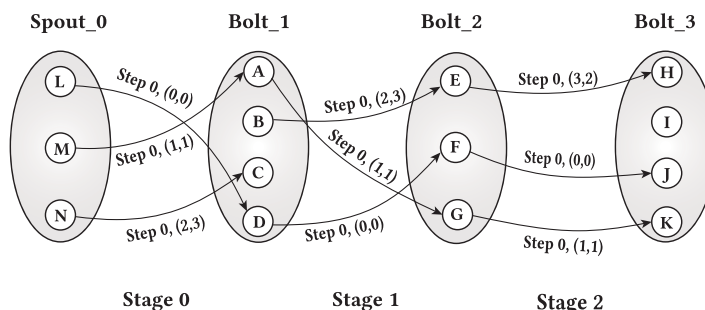 Spout_0 Bolt_1 Bolt_2 Bolt_3
L Step 0, (0,0) A E Step 0, (3,2) H
B Step 0, (2,3) I
M Step 0, (1,1) Step 0, (1,1) F Step 0, (0,0) J
C
N Step 0, (2,3) D Step 0, (0,0) G Step 0, (1,1) K
Stage 0 Stage 1 Stage 2